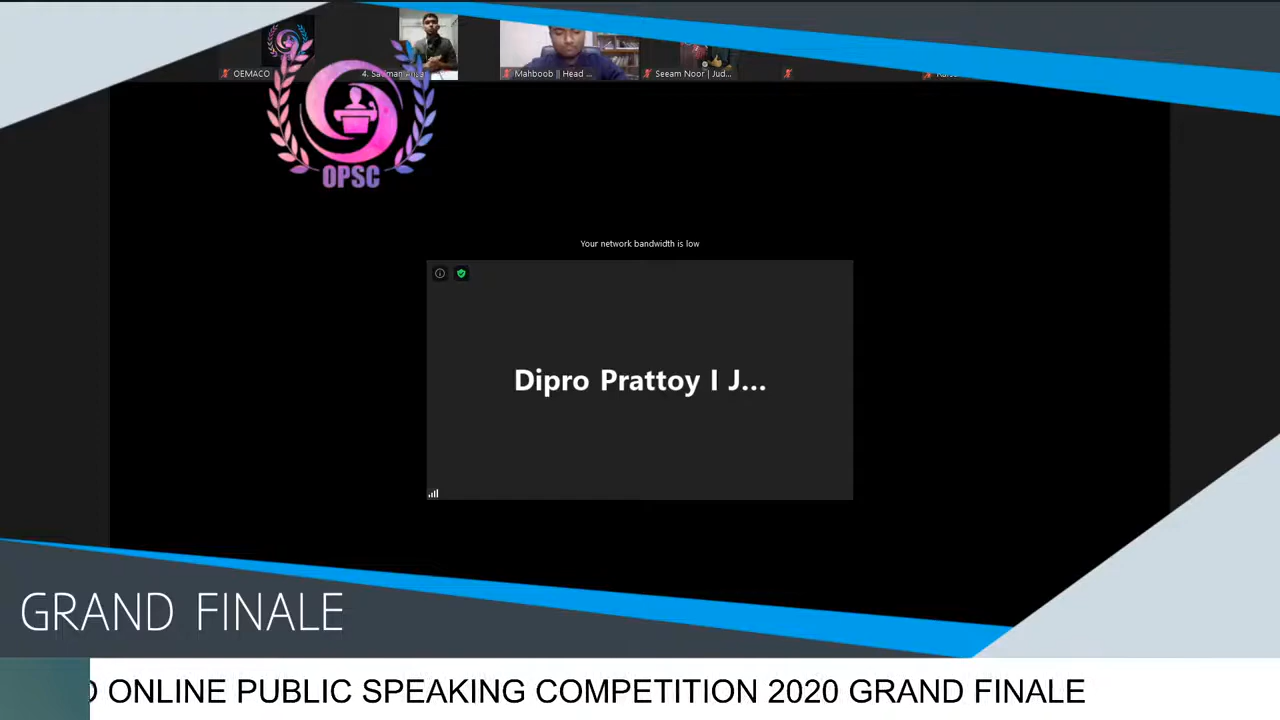 OEMACO
Mahboob || Head ...
Seeam Noor | Jud...
OPSC
Your network bandwidth is low
Dipro Prattoy I J...
GRAND FINALE
ONLINE PUBLIC SPEAKING COMPETITION 2020 GRAND FINALE